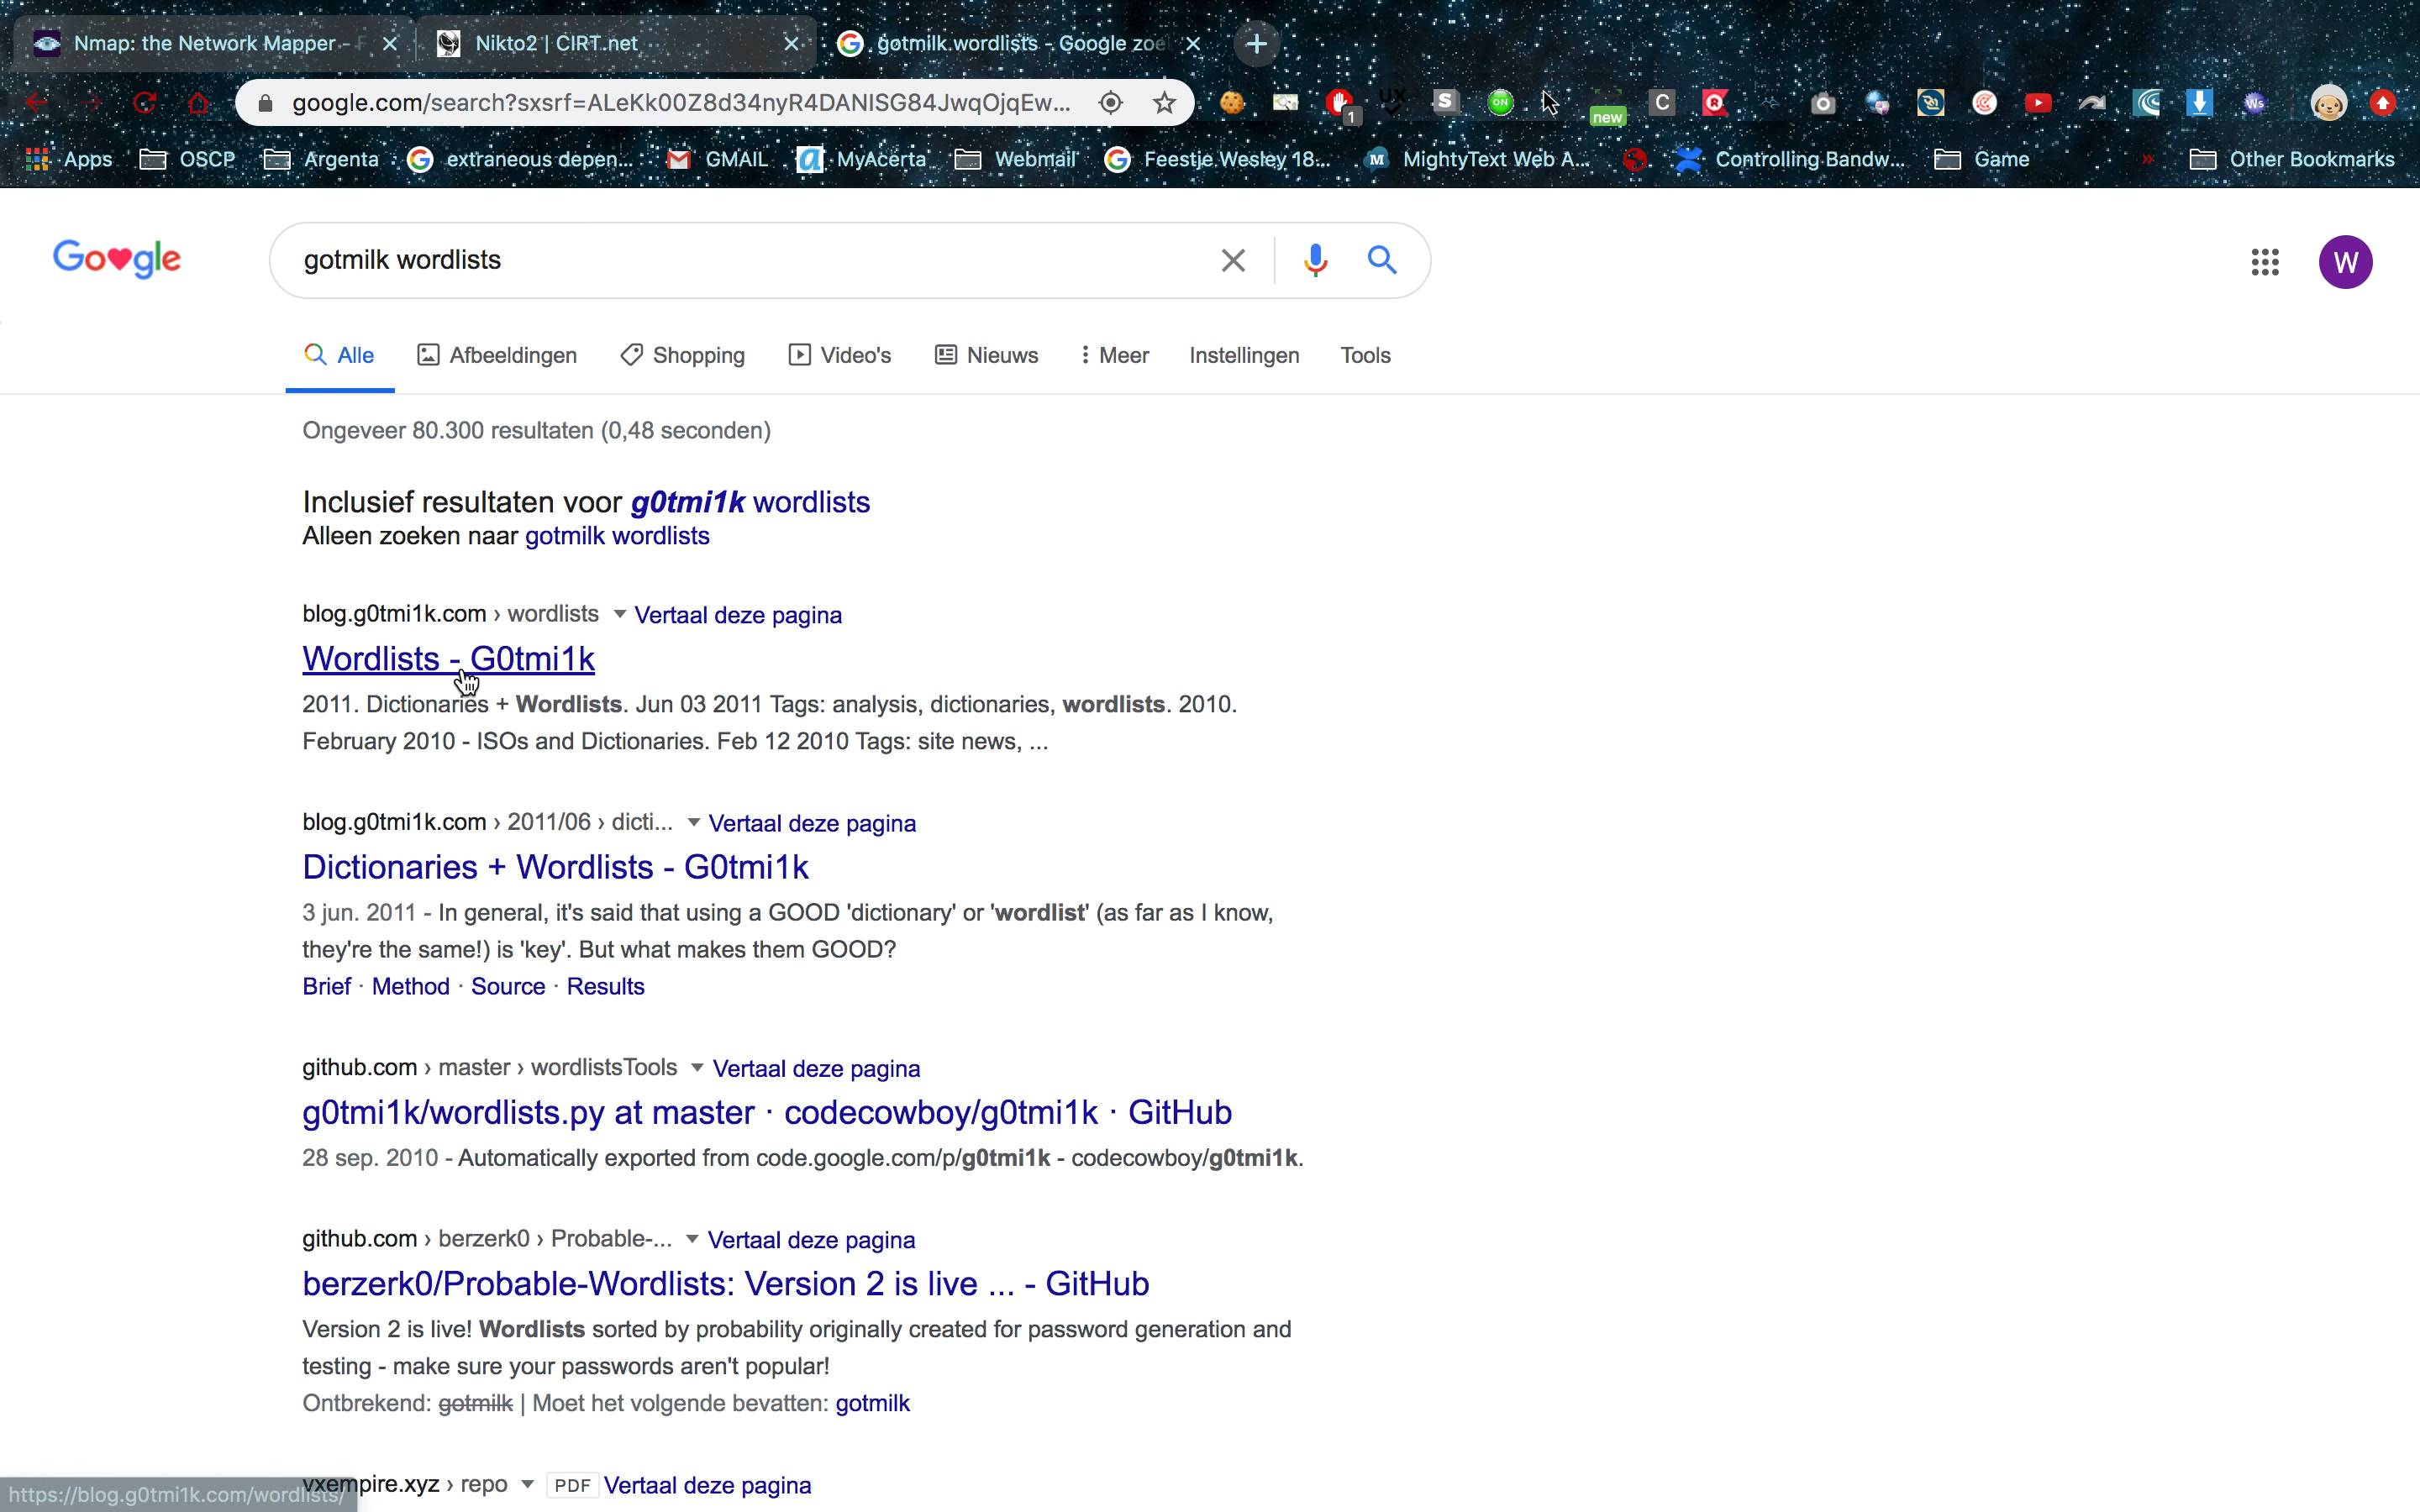 Nmap: the Network Mapper - F
Nikto2 | CIRT.net
gotmilk wordlists - Google zoe
google.com/search?sxsrf=ALeKk00Z8d34nyR4DANISG84JwqOjqEw...
1
UX
S
ON
new
C
R
Ws
Apps
OSCP
Argenta
extraneous depen...
GMAIL
MyAcerta
Webmail
Feestje Wesley 18...
MightyText Web A...
Controlling Bandw...
Game
»
Other Bookmarks
Google
gotmilk wordlists
W
Alle
Afbeeldingen
Shopping
Video's
Nieuws
Meer
Instellingen
Tools
Ongeveer 80.300 resultaten (0,48 seconden)
Inclusief resultaten voor g0tmi1k wordlists
Alleen zoeken naar gotmilk wordlists
blog.g0tmi1k.com › wordlists ▼ Vertaal deze pagina
Wordlists - G0tmi1k
2011. Dictionaries + Wordlists. Jun 03 2011 Tags: analysis, dictionaries, wordlists. 2010.
February 2010 - ISOs and Dictionaries. Feb 12 2010 Tags: site news, ...
blog.g0tmi1k.com › 2011/06 › dicti... ▼ Vertaal deze pagina
Dictionaries + Wordlists - G0tmi1k
3 jun. 2011 - In general, it's said that using a GOOD 'dictionary' or 'wordlist' (as far as I know,
they're the same!) is 'key'. But what makes them GOOD?
Brief · Method · Source · Results
github.com › master › wordlistsTools ▼ Vertaal deze pagina
g0tmi1k/wordlists.py at master · codecowboy/g0tmi1k · GitHub
28 sep. 2010 - Automatically exported from code.google.com/p/g0tmi1k - codecowboy/g0tmi1k.
github.com › berzerk0 › Probable-... ▼ Vertaal deze pagina
berzerk0/Probable-Wordlists: Version 2 is live ... - GitHub
Version 2 is live! Wordlists sorted by probability originally created for password generation and
testing - make sure your passwords aren't popular!
Ontbrekend: gotmilk | Moet het volgende bevatten: gotmilk
vxempire.xyz › repo ▼ PDF Vertaal deze pagina
https://blog.g0tmi1k.com/wordlists/